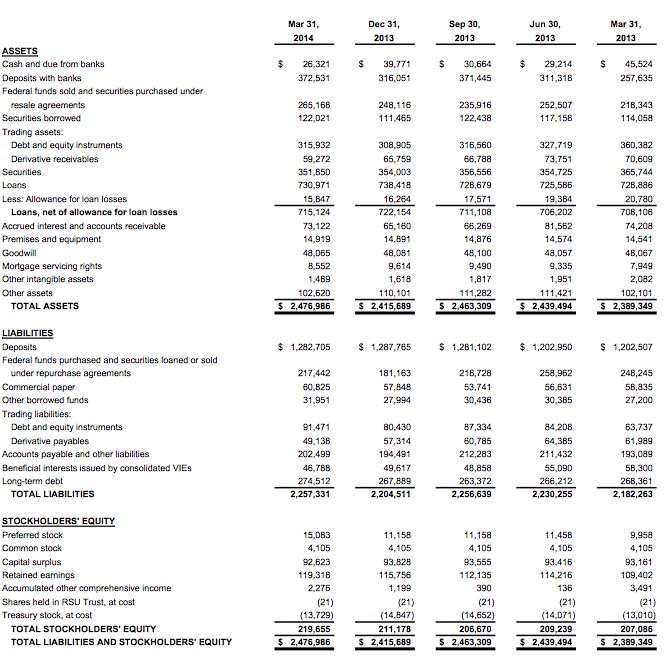 Mar 31, Dec 31, Sep 30, Jun 30, Mar 31,
2014 2013 2013 2013 2013
ASSETS
Cash and due from banks $ 26,321 $ 39,771 $ 30,664 $ 29,214 $ 45,524
Deposits with banks 372,531 316,051 371,445 311,318 257,635
Federal funds sold and securities purchased under
resale agreements 265,168 248,116 235,916 252,507 218,343
Securities borrowed 122,021 111,465 122,438 117,158 114,058
Trading assets:
Debt and equity instruments 315,932 308,905 316,560 327,719 360,382
Derivative receivables 59,272 65,759 66,788 73,751 70,609
Securities 351,850 354,003 356,556 354,725 365,744
Loans 730,971 738,418 728,679 725,586 728,886
Less: Allowance for loan losses 15,847 16,264 17,571 19,384 20,780
Loans, net of allowance for loan losses 715,124 722,154 711,108 706,202 708,106
Accrued interest and accounts receivable 73,122 65,160 66,269 81,562 74,208
Premises and equipment 14,919 14,891 14,876 14,574 14,541
Goodwill 48,065 48,081 48,100 48,057 48,067
Mortgage servicing rights 8,552 9,614 9,490 9,335 7,949
Other intangible assets 1,489 1,618 1,817 1,951 2,082
Other assets 102,620 110,101 111,282 111,421 102,101
TOTAL ASSETS $ 2,476,986 $ 2,415,689 $ 2,463,309 $ 2,439,494 $ 2,389,349
LIABILITIES
Deposits $ 1,282,705 $ 1,287,765 $ 1,281,102 $ 1,202,950 $ 1,202,507
Federal funds purchased and securities loaned or sold
under repurchase agreements 217,442 181,163 218,728 258,962 248,245
Commercial paper 60,825 57,848 53,741 56,631 58,835
Other borrowed funds 31,951 27,994 30,436 30,385 27,200
Trading liabilities:
Debt and equity instruments 91,471 80,430 87,334 84,208 63,737
Derivative payables 49,138 57,314 60,785 64,385 61,989
Accounts payable and other liabilities 202,499 194,491 212,283 211,432 193,089
Beneficial interests issued by consolidated VIEs 46,788 49,617 48,858 55,090 58,300
Long-term debt 274,512 267,889 263,372 266,212 268,361
TOTAL LIABILITIES 2,257,331 2,204,511 2,256,639 2,230,255 2,182,263
STOCKHOLDERS' EQUITY
Preferred stock 15,083 11,158 11,158 11,458 9,958
Common stock 4,105 4,105 4,105 4,105 4,105
Capital surplus 92,623 93,828 93,555 93,416 93,161
Retained earnings 119,318 115,756 112,135 114,216 109,402
Accumulated other comprehensive income 2,276 1,199 390 136 3,491
Shares held in RSU Trust, at cost (21) (21) (21) (21) (21)
Treasury stock, at cost (13,729) (14,847) (14,652) (14,071) (13,010)
TOTAL STOCKHOLDERS' EQUITY 219,655 211,178 206,670 209,239 207,086
TOTAL LIABILITIES AND STOCKHOLDERS' EQUITY $ 2,476,986 $ 2,415,689 $ 2,463,309 $ 2,439,494 $ 2,389,349